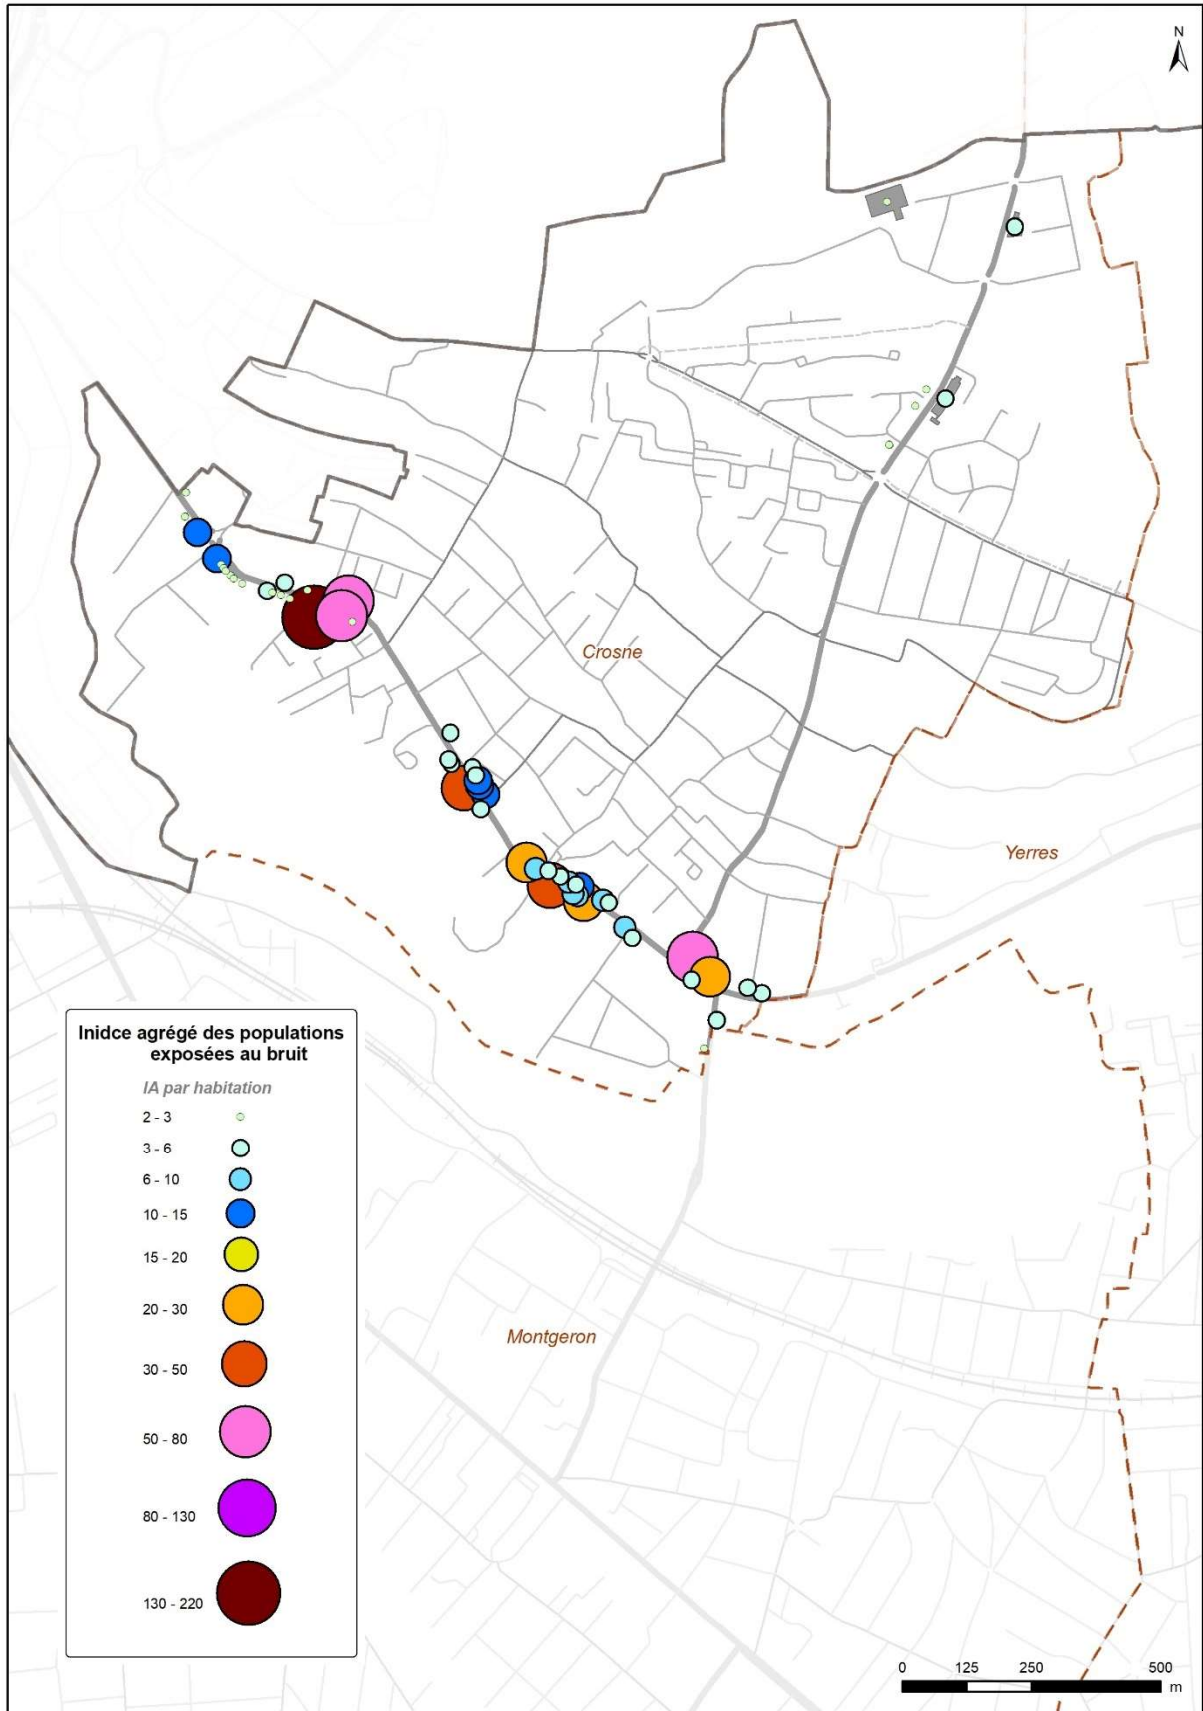 N
Crosne
Yerres
Inidce agrégé des populations
exposées au bruit
IA par habitation
2 - 3
3 - 6
6 - 10
10 - 15
15 - 20
20 - 30
30 - 50
50 - 80
80 - 130
130 - 220
Montgeron
0 125 250 500
m